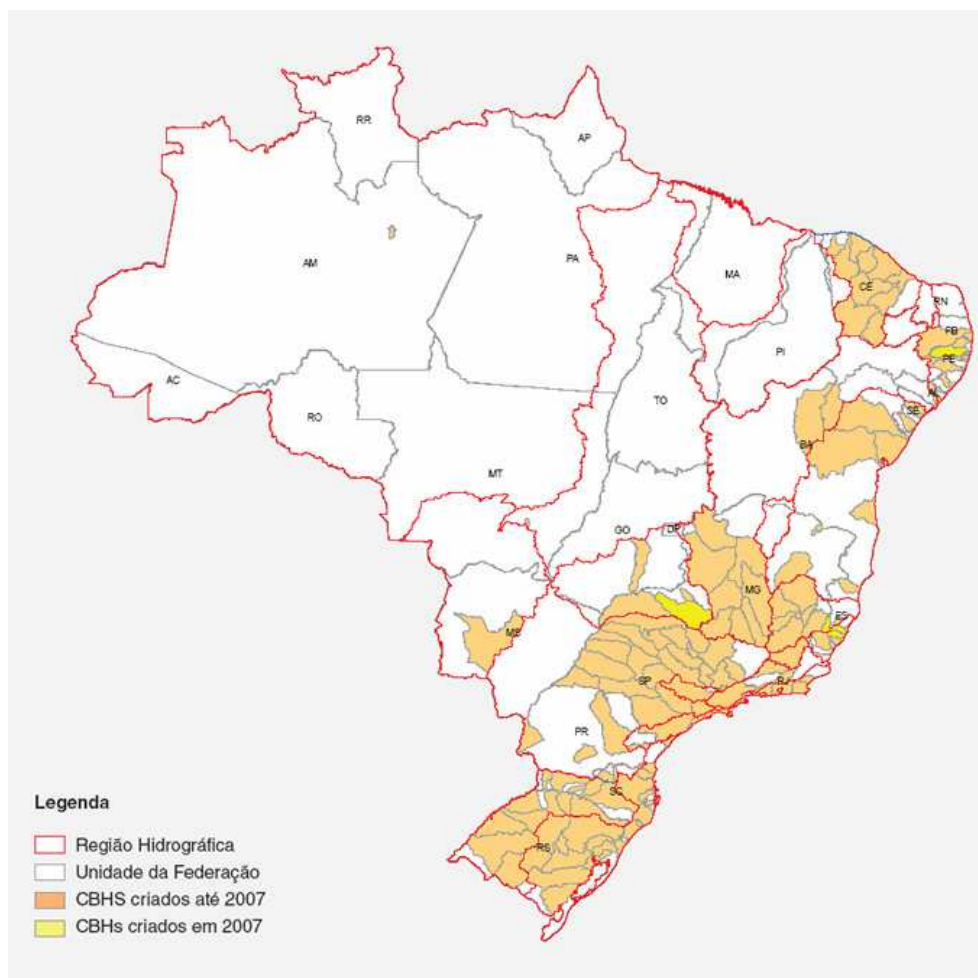 RR
AP
AM
PA
MA
CE
RN
PB
PE
PI
AC
TO
AL
SE
RO
BA
MT
GO
DF
MG
ES
MS
SP
RJ
PR
SC
RS
Legenda
Região Hidrográfica
Unidade da Federação
CBHS criados até 2007
CBHs criados em 2007